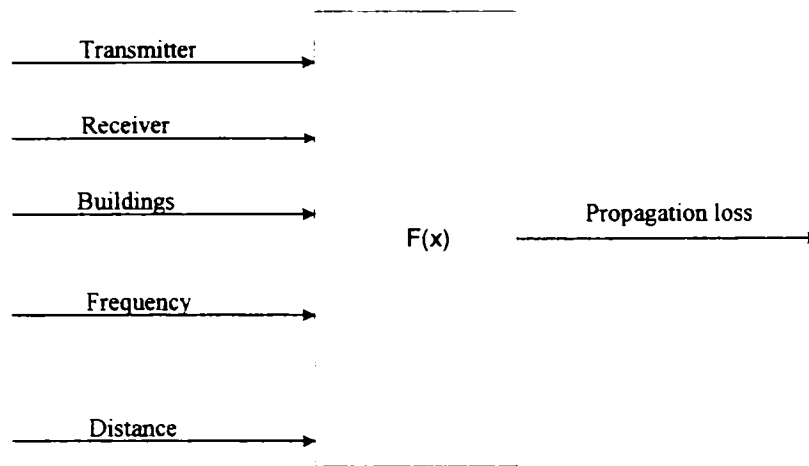 Transmitter
Receiver
Buildings
F(x)
Propagation loss
Frequency
Distance